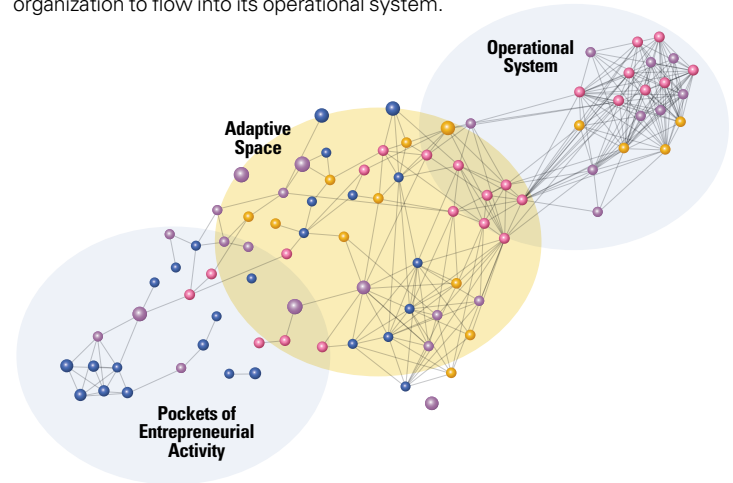 organization to flow into its operational system.
Operational
System
Adaptive
Space
Pockets of
Entrepreneurial
Activity